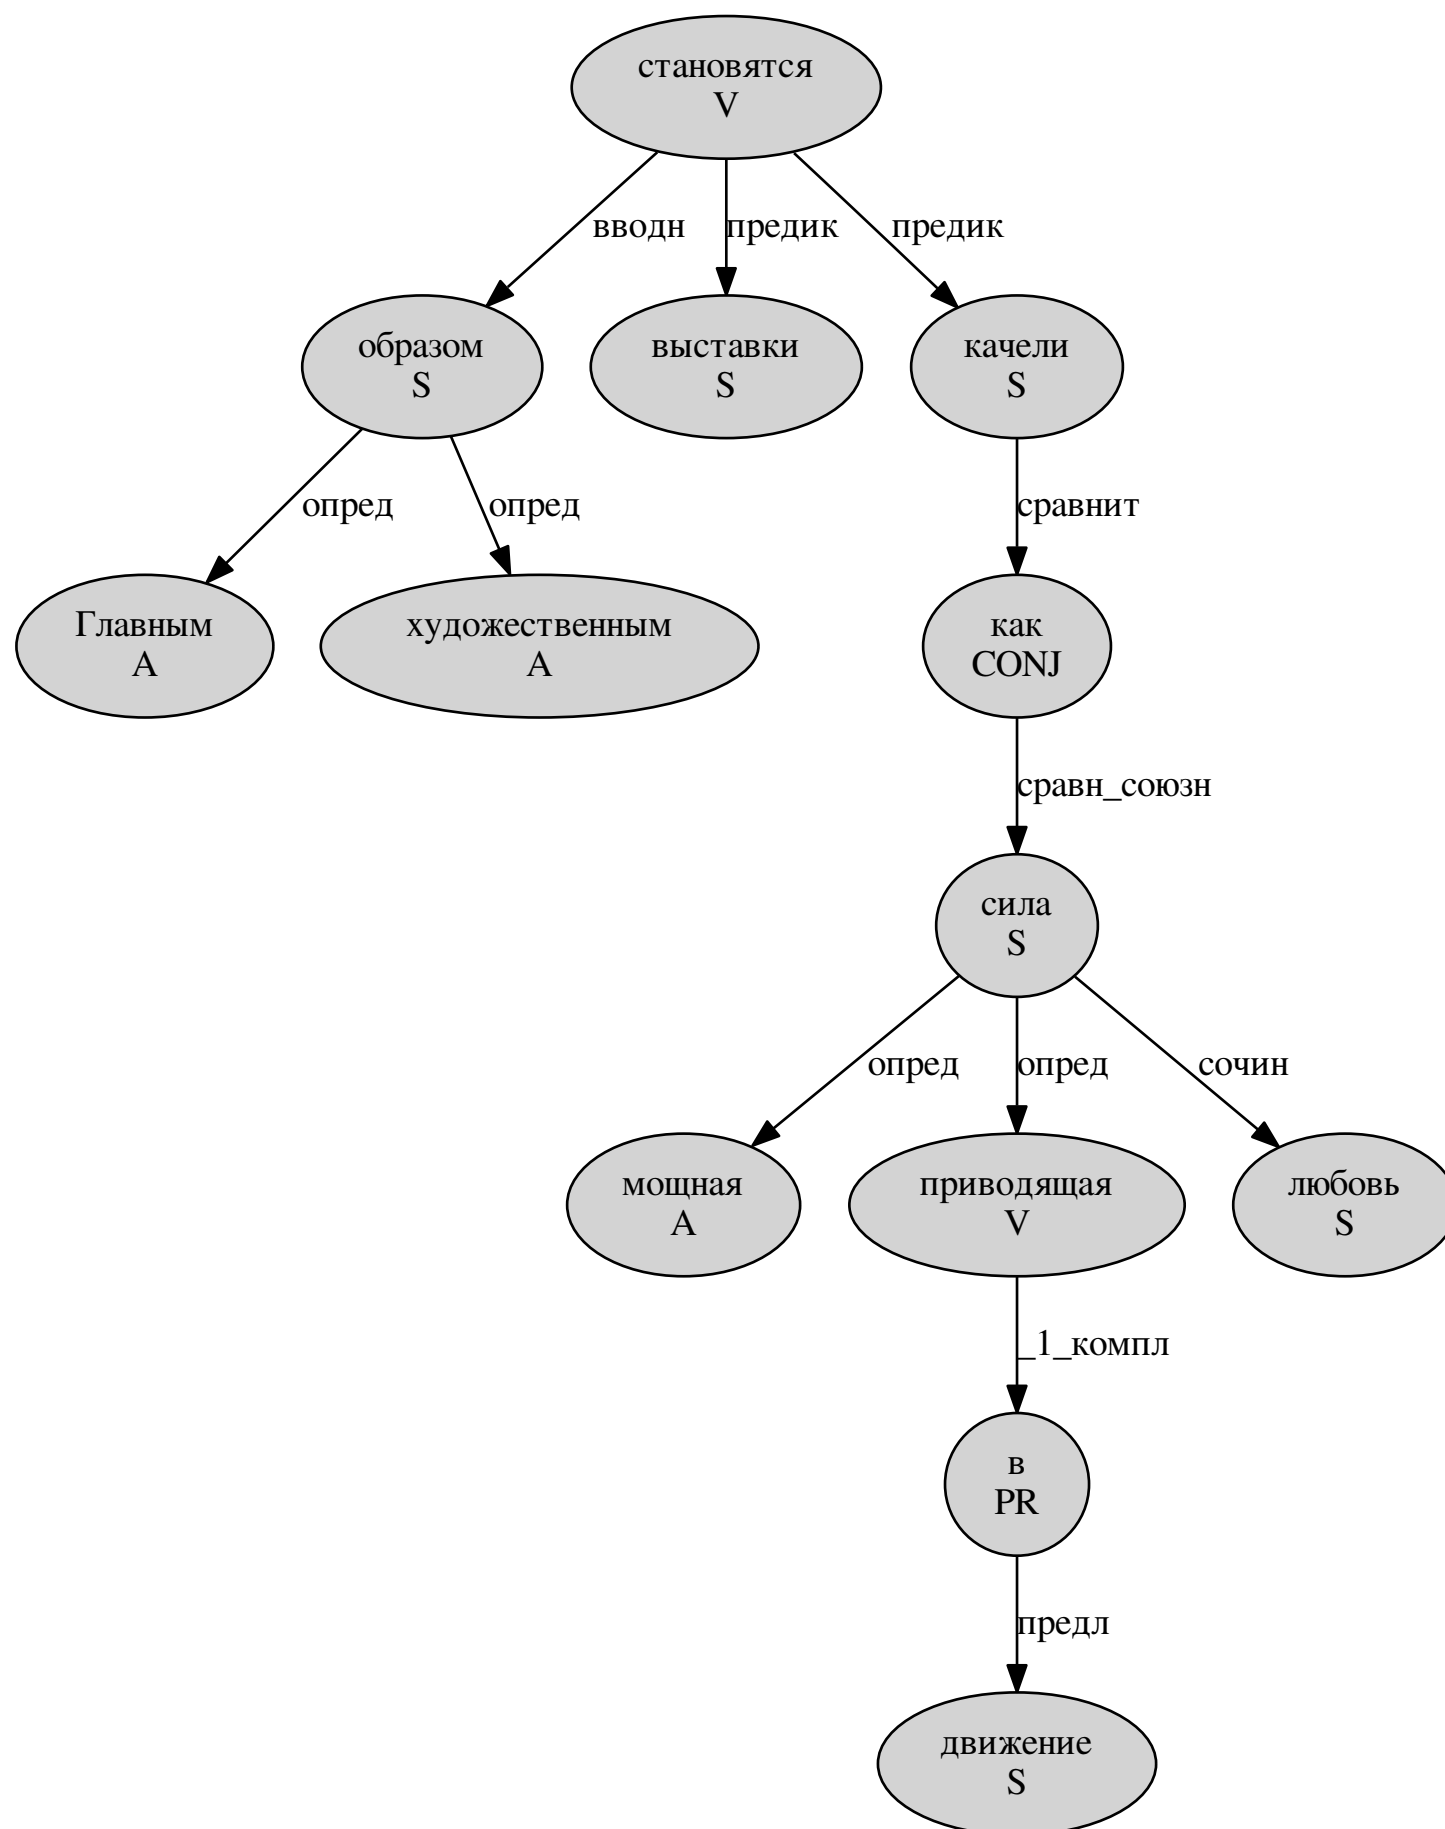 становятся
V
вводн
предик
предик
образом
S
выставки
S
качели
S
опред
опред
сравнит
Главным
A
художественным
A
как
CONJ
сравн_союзн
сила
S
опред
опред
сочин
мощная
A
приводящая
V
любовь
S
_1_компл
в
PR
предл
движение
S